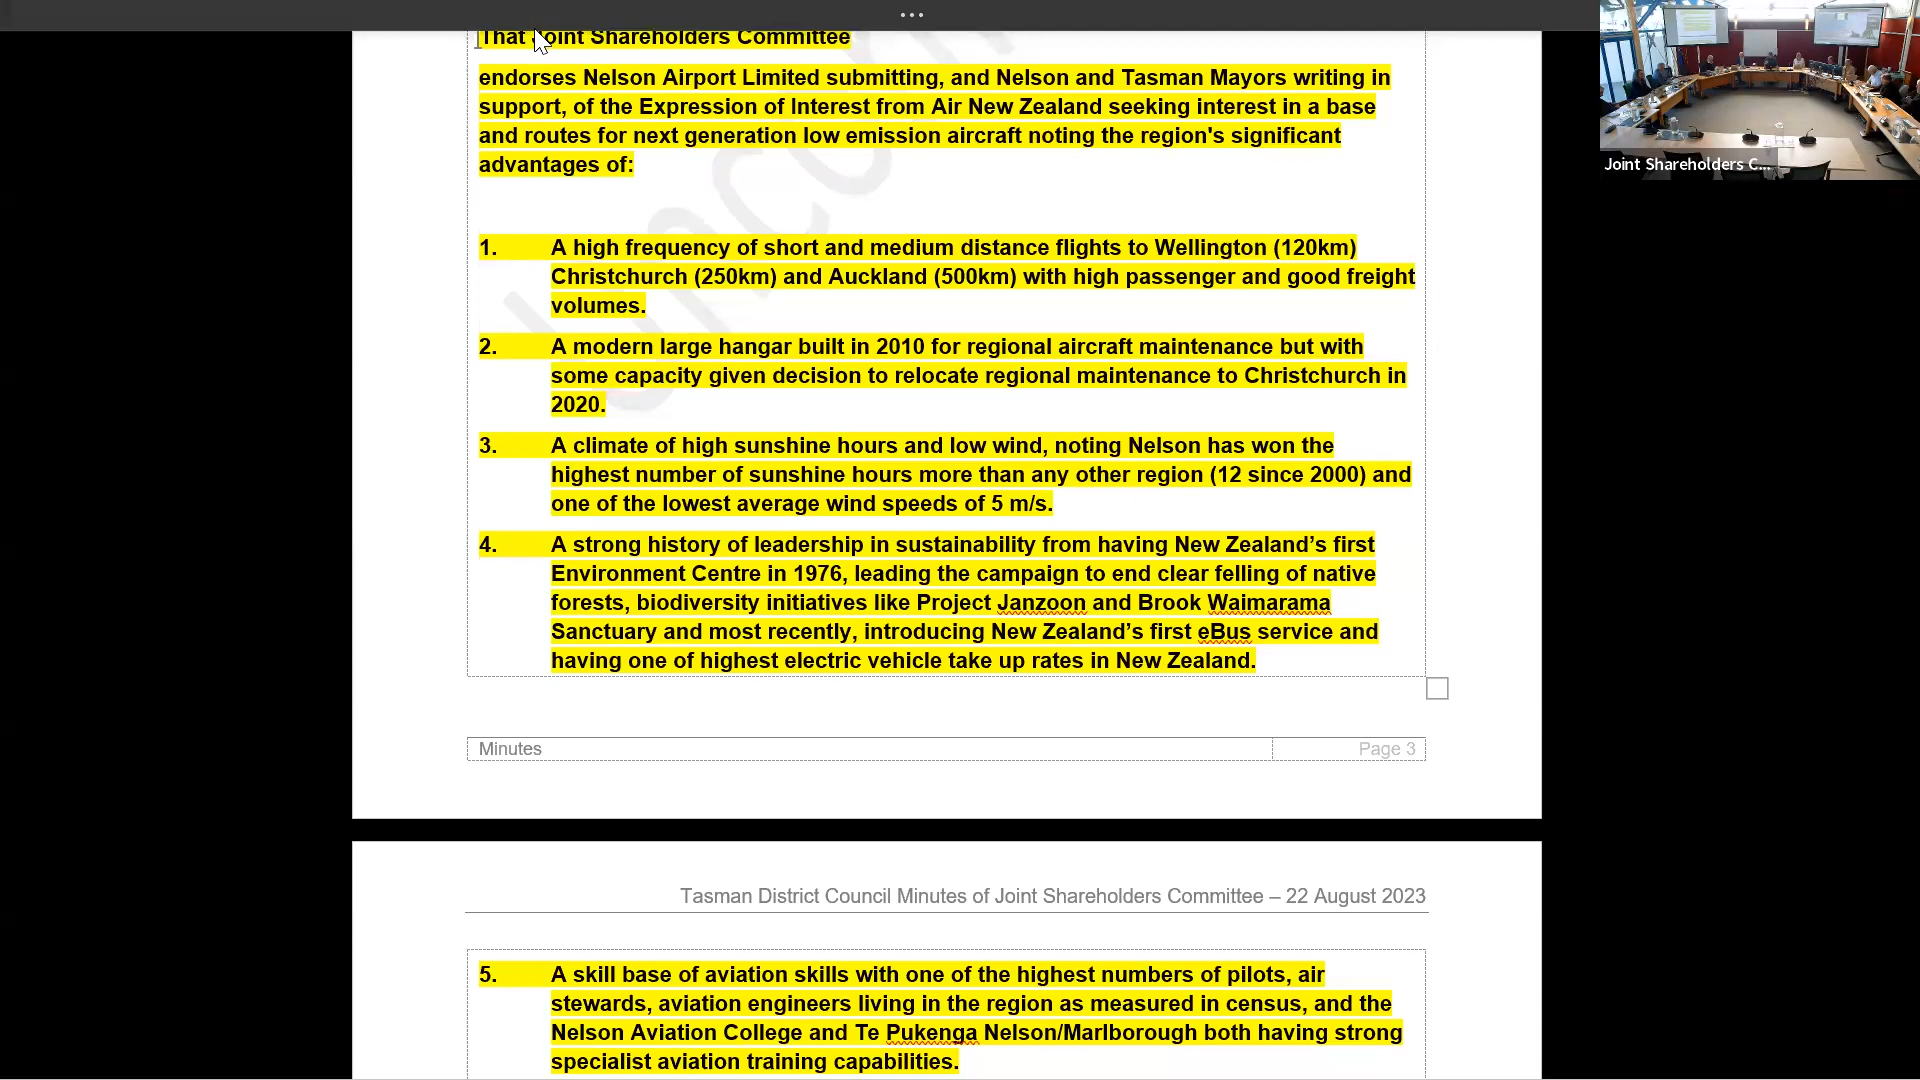 That Joint Shareholders Committee
endorses Nelson Airport Limited submitting, and Nelson and Tasman Mayors writing in
support, of the Expression of Interest from Air New Zealand seeking interest in a base
and routes for next generation low emission aircraft noting the region's significant
advantages of:
1. A high frequency of short and medium distance flights to Wellington (120km)
Christchurch (250km) and Auckland (500km) with high passenger and good freight
volumes.
2. A modern large hangar built in 2010 for regional aircraft maintenance but with
some capacity given decision to relocate regional maintenance to Christchurch in
2020.
3. A climate of high sunshine hours and low wind, noting Nelson has won the
highest number of sunshine hours more than any other region (12 since 2000) and
one of the lowest average wind speeds of 5 m/s.
4. A strong history of leadership in sustainability from having New Zealand’s first
Environment Centre in 1976, leading the campaign to end clear felling of native
forests, biodiversity initiatives like Project Janzoon and Brook Waimarama
Sanctuary and most recently, introducing New Zealand’s first eBus service and
having one of highest electric vehicle take up rates in New Zealand.
Minutes Page 3
Tasman District Council Minutes of Joint Shareholders Committee – 22 August 2023
5. A skill base of aviation skills with one of the highest numbers of pilots, air
stewards, aviation engineers living in the region as measured in census, and the
Nelson Aviation College and Te Pukenga Nelson/Marlborough both having strong
specialist aviation training capabilities.
Joint Shareholders C...